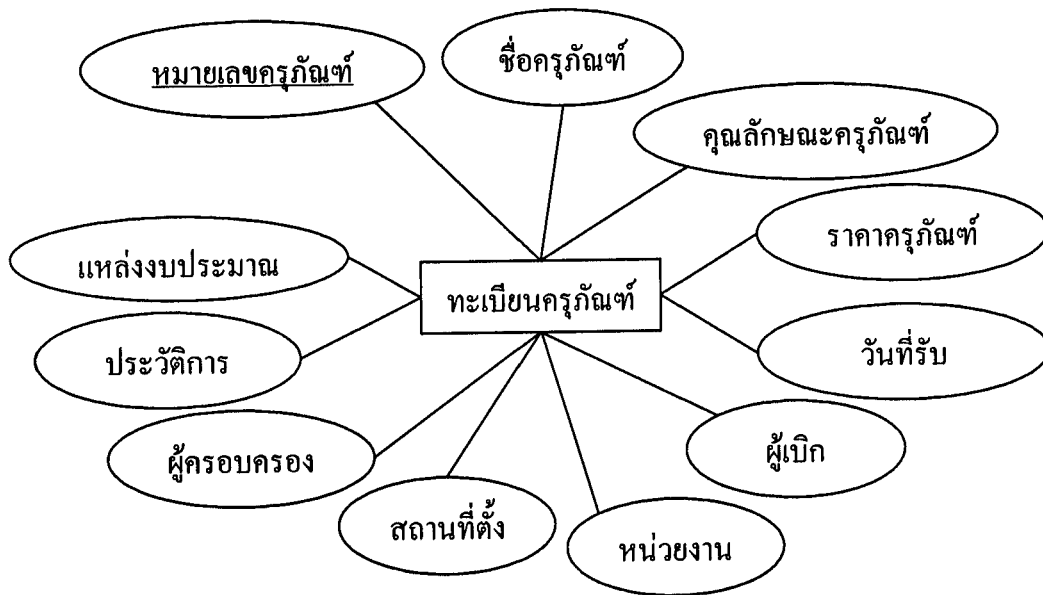 ชื่อครุภัณฑ์
หมายเลขครุภัณฑ์
คุณลักษณะครุภัณฑ์
ราคาครุภัณฑ์
แหล่งงบประมาณ
ทะเบียนครุภัณฑ์
ประวัติการ
วันที่รับ
ผู้ครอบครอง
ผู้เบิก
สถานที่ตั้ง
หน่วยงาน